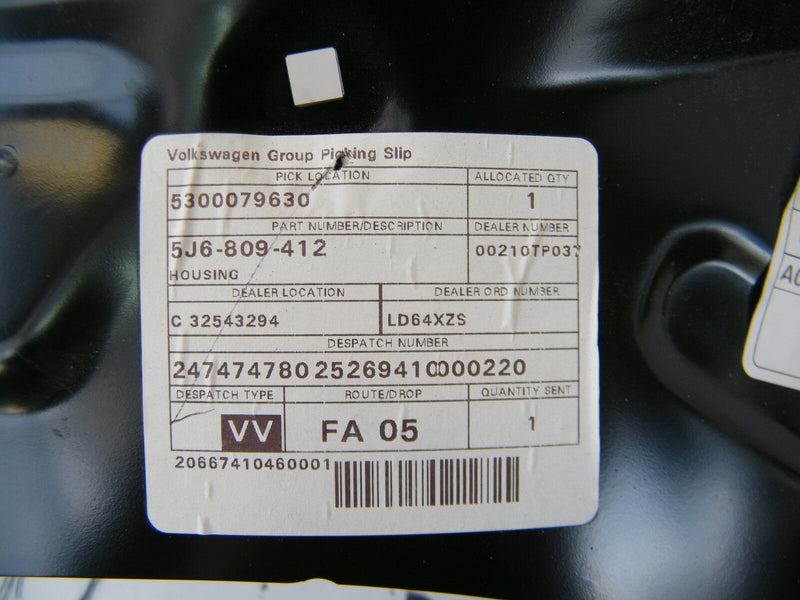 Volkswagen Group Picking Slip
PICK LOCATION ALLOCATED QTY
5300079630 1
PART NUMBER/DESCRIPTION DEALER NUMBER
5J6-809-412 00210TP037
HOUSING
DEALER LOCATION DEALER ORD NUMBER
C 32543294 LD64XZS
DESPATCH NUMBER
247474780 25269410000220
DESPATCH TYPE ROUTE/DROP QUANTITY SENT
VV FA 05 1
20667410460001